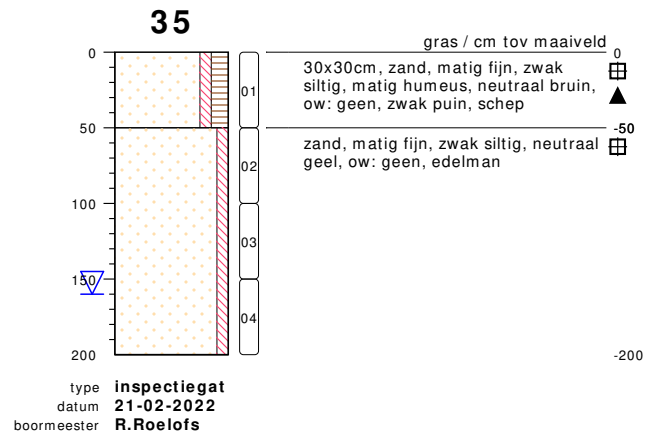 35
gras / cm tov maaiveld
0
0
30x30cm, zand, matig fijn, zwak
siltig, matig humeus, neutraal bruin,
ow: geen, zwak puin, schep
01
50
-50
zand, matig fijn, zwak siltig, neutraal
geel, ow: geen, edelman
02
100
03
150
04
200
-200
type inspectiegat
datum 21-02-2022
boormeester R.Roelofs